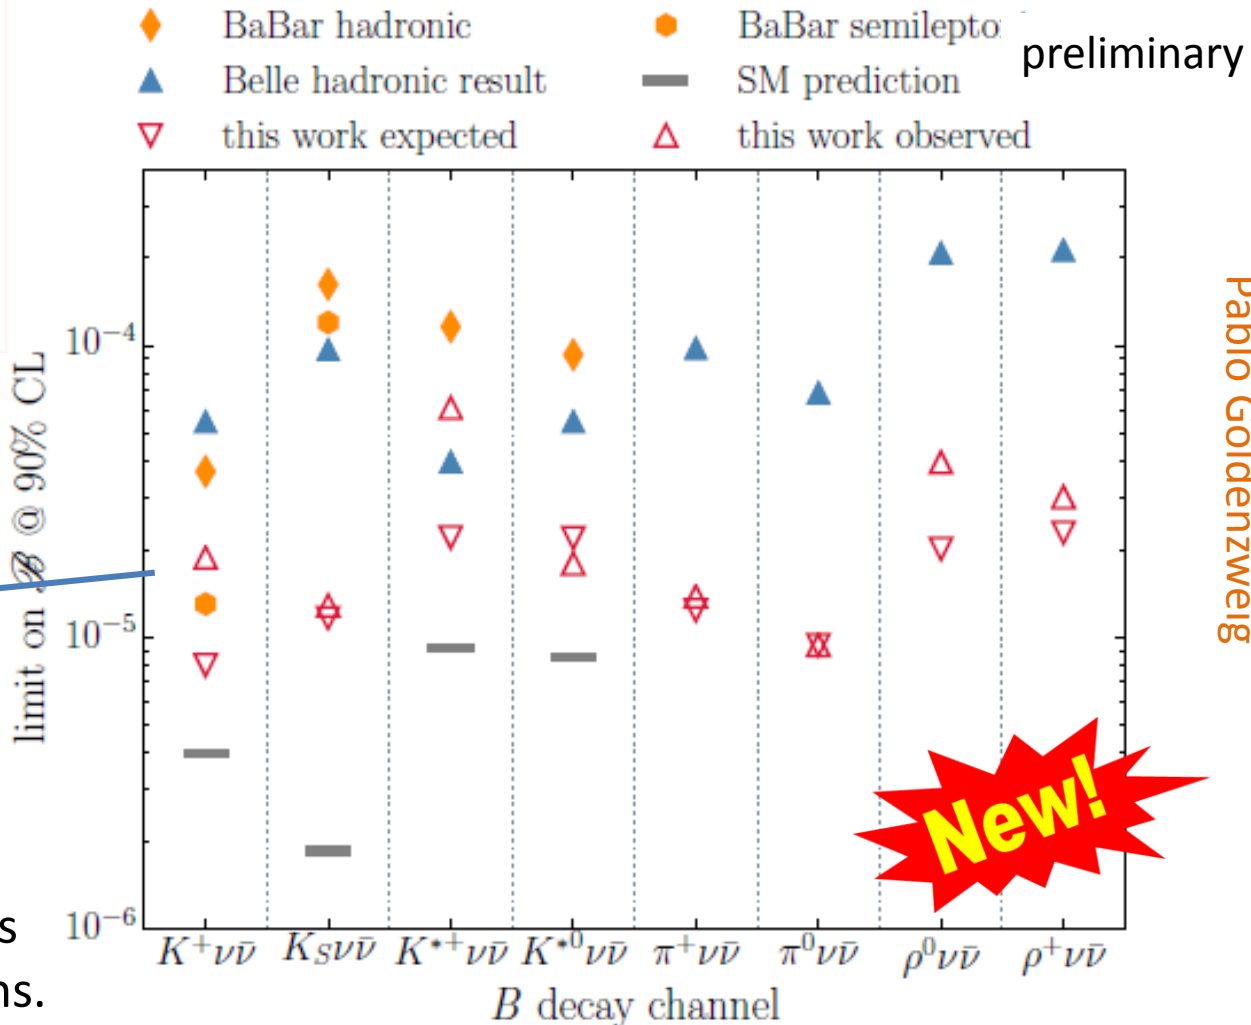 BaBar hadronic
BaBar semilepto
preliminary
Belle hadronic result
SM prediction
this work expected
this work observed
limit on ℬ @ 90% CL
10⁻⁴
10⁻⁵
10⁻⁶
K⁺νν̄ K_Sνν̄ K*⁺νν̄ K*⁰νν̄ π⁺νν̄ π⁰νν̄ ρ⁰νν̄ ρ⁺νν̄
B decay channel
New!
Pablo Goldenzweig
s
ns.